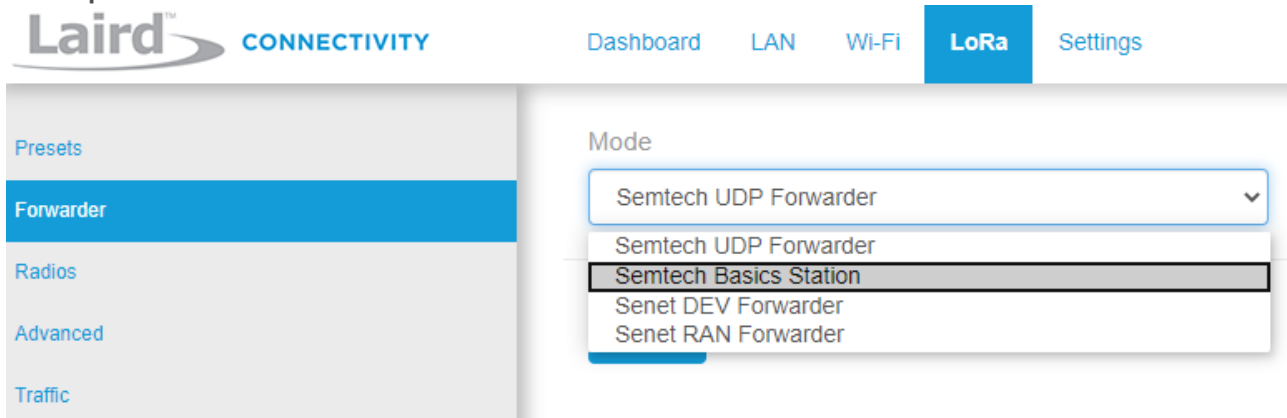 Laird™ CONNECTIVITY
Dashboard LAN Wi-Fi LoRa Settings
Presets
Forwarder
Radios
Advanced
Traffic
Mode
Semtech UDP Forwarder
Semtech UDP Forwarder
Semtech Basics Station
Senet DEV Forwarder
Senet RAN Forwarder